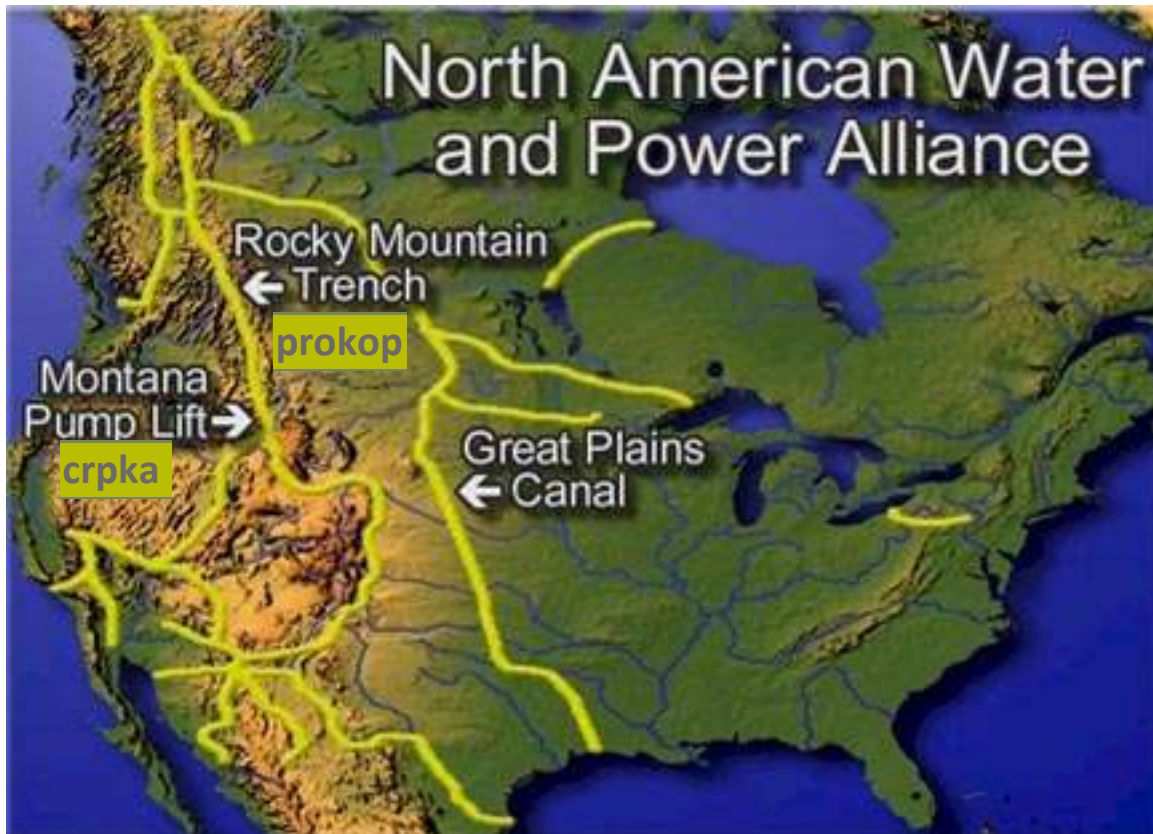 North American Water
and Power Alliance
Rocky Mountain
Trench
prokop
Montana
Pump Lift
crpka
Great Plains
Canal